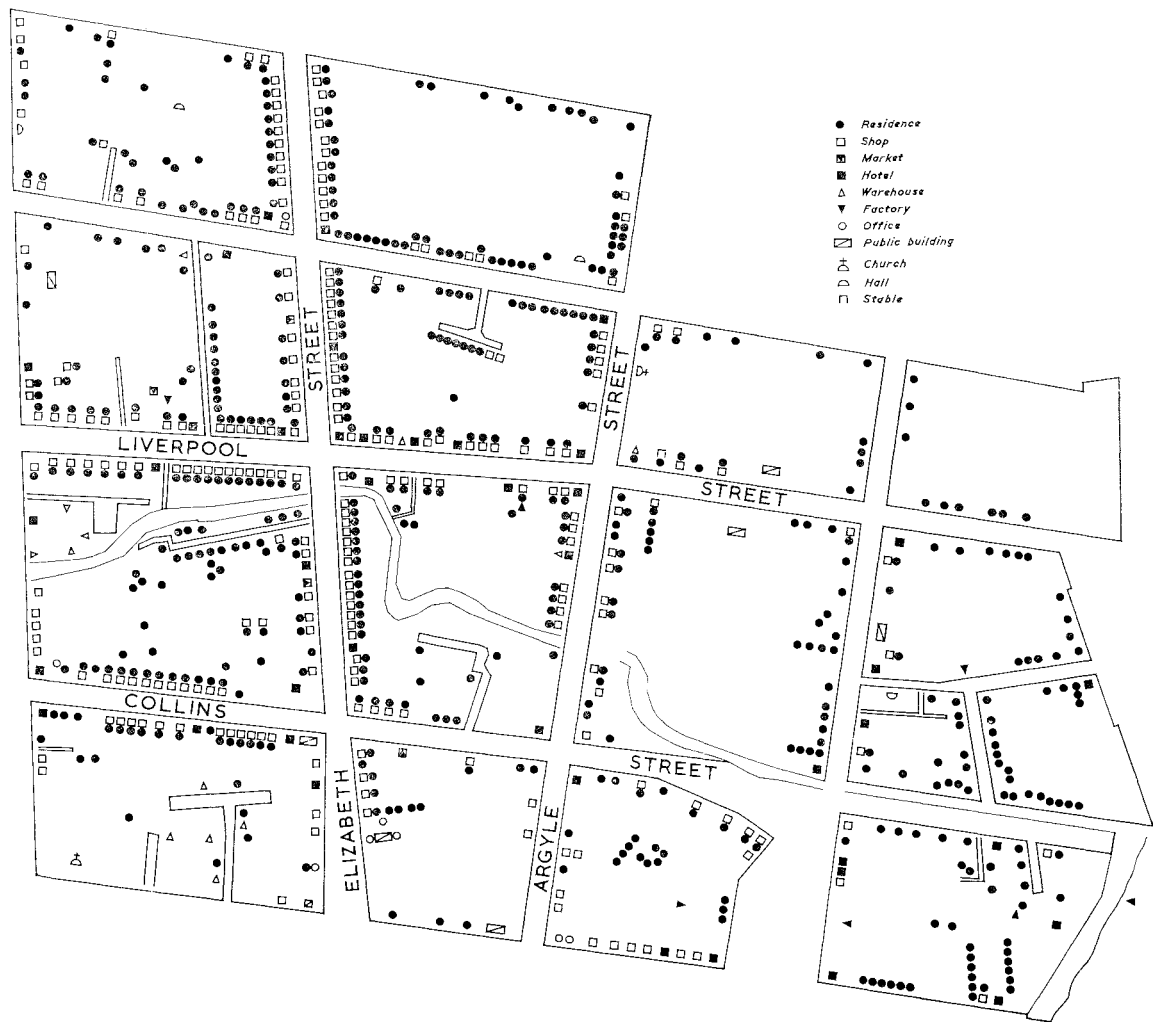 Residence
Shop
Market
Hotel
Warehouse
Factory
Office
Public building
Church
Hall
Stable
STREET
STREET
LIVERPOOL
STREET
COLLINS
STREET
ELIZABETH
ARGYLE